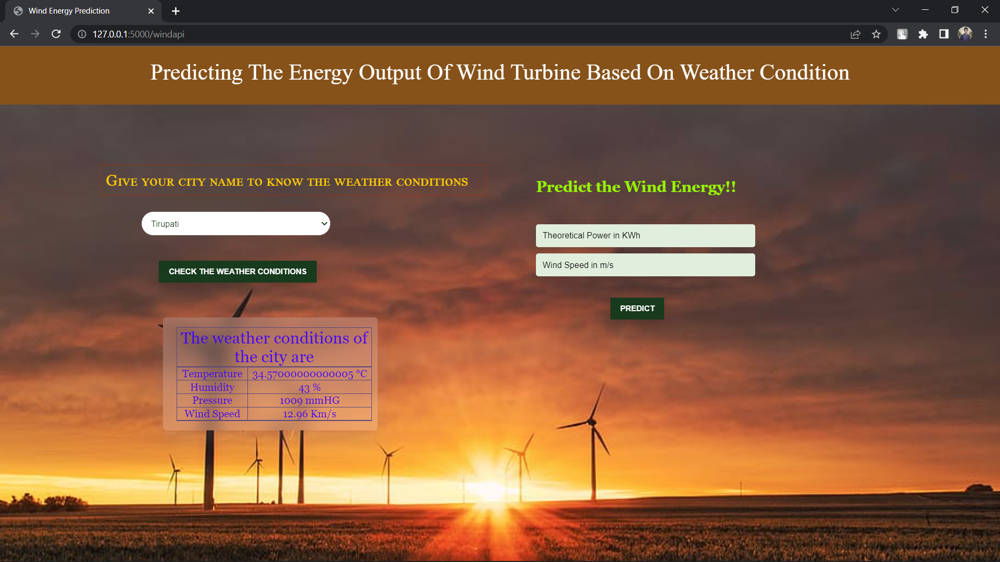 Wind Energy Prediction
127.0.0.1:5000/windapi
Predicting The Energy Output Of Wind Turbine Based On Weather Condition
Give your city name to know the weather conditions
Tirupati
CHECK THE WEATHER CONDITIONS
The weather conditions of
the city are
Temperature 34.57000000000005 °C
Humidity 43 %
Pressure 1009 mmHG
Wind Speed 12.96 Km/s
Predict the Wind Energy!!
Theoretical Power in KWh
Wind Speed in m/s
PREDICT